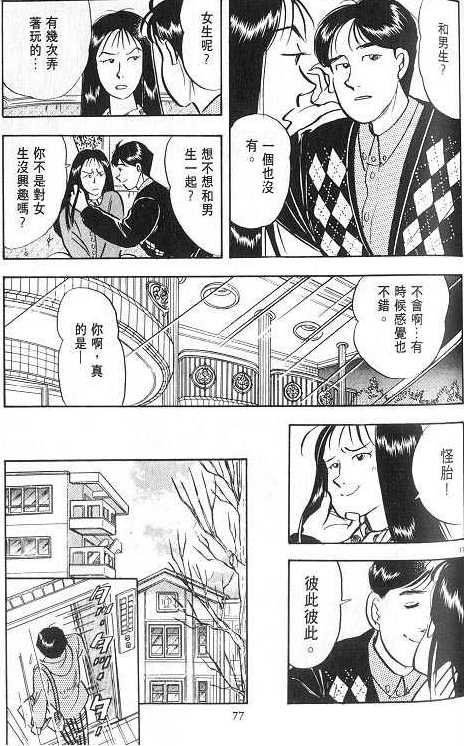 和男生？
一個也沒
有。
女生呢？
有幾次弄
著玩的…
想不想和男
生一起？
你不是對女
生沒興趣嗎？
不會啊…有
時候感覺也
不錯。
你啊，真
的是…
怪胎！
彼此彼此。
77